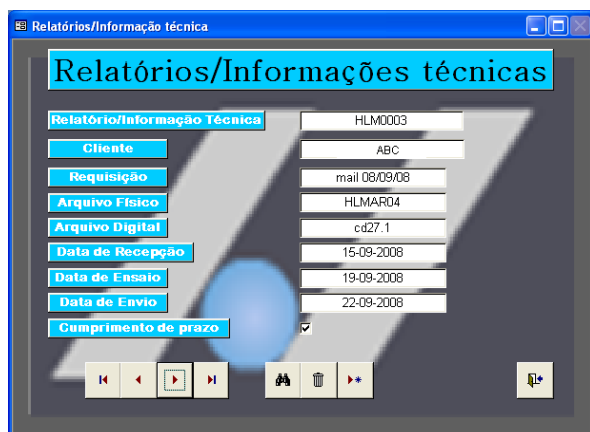 Relatórios/Informação técnica
Relatórios/Informações técnicas
Relatório/Informação Técnica HLM0003
Cliente ABC
Requisição mail 08/09/08
Arquivo Físico HLMAR04
Arquivo Digital cd27.1
Data de Recepção 15-09-2008
Data de Ensaio 19-09-2008
Data de Envio 22-09-2008
Cumprimento de prazo